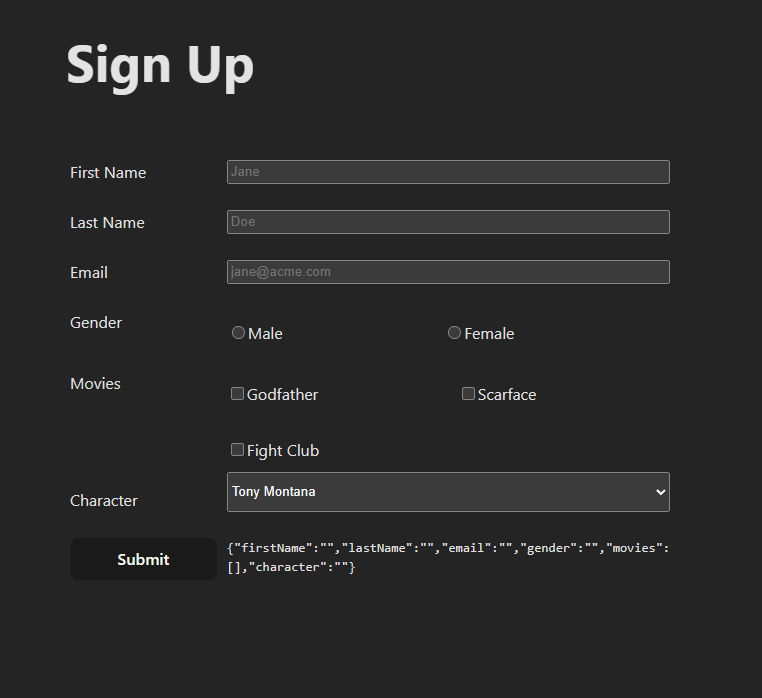 Sign Up
First Name Jane
Last Name Doe
Email jane@acme.com
Gender Male Female
Movies Godfather Scarface
Fight Club
Character Tony Montana
Submit {"firstName":"","lastName":"","email":"","gender":"","movies":
[],"character":""}